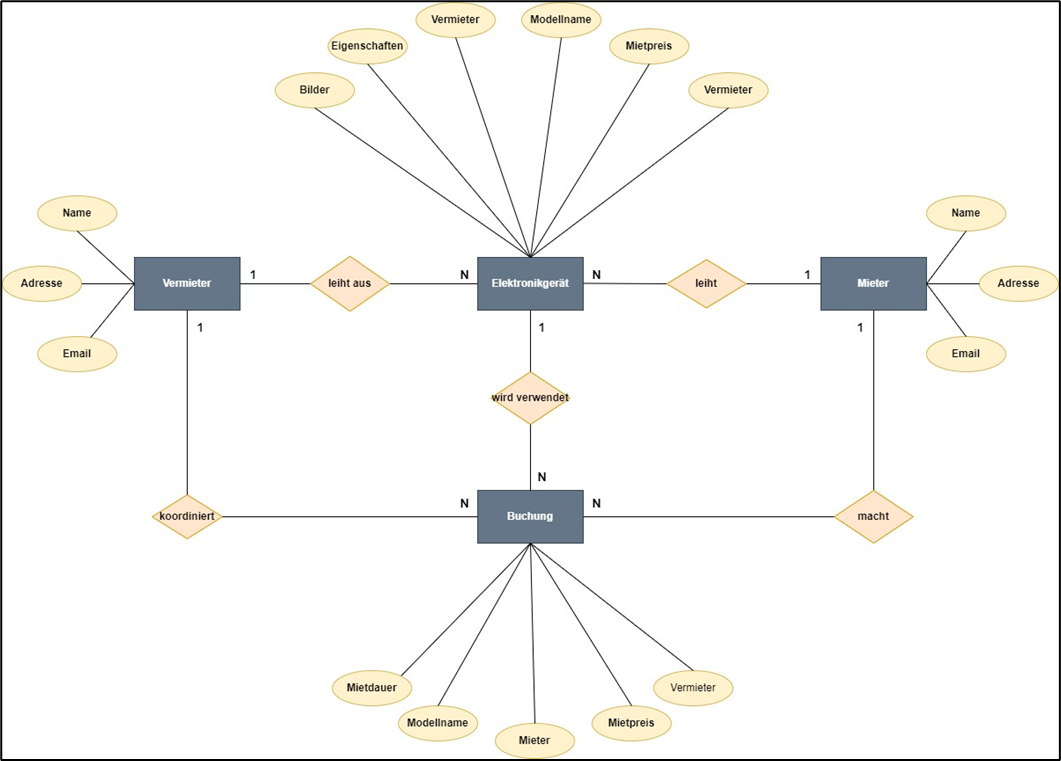 Vermieter
Modellname
Eigenschaften
Mietpreis
Bilder
Vermieter
Name
Name
Adresse
Vermieter
1
leiht aus
N
Elektronikgerät
N
leiht
1
Mieter
Adresse
1
1
1
Email
Email
wird verwendet
N
N
N
koordiniert
Buchung
macht
Mietdauer
Vermieter
Modellname
Mietpreis
Mieter